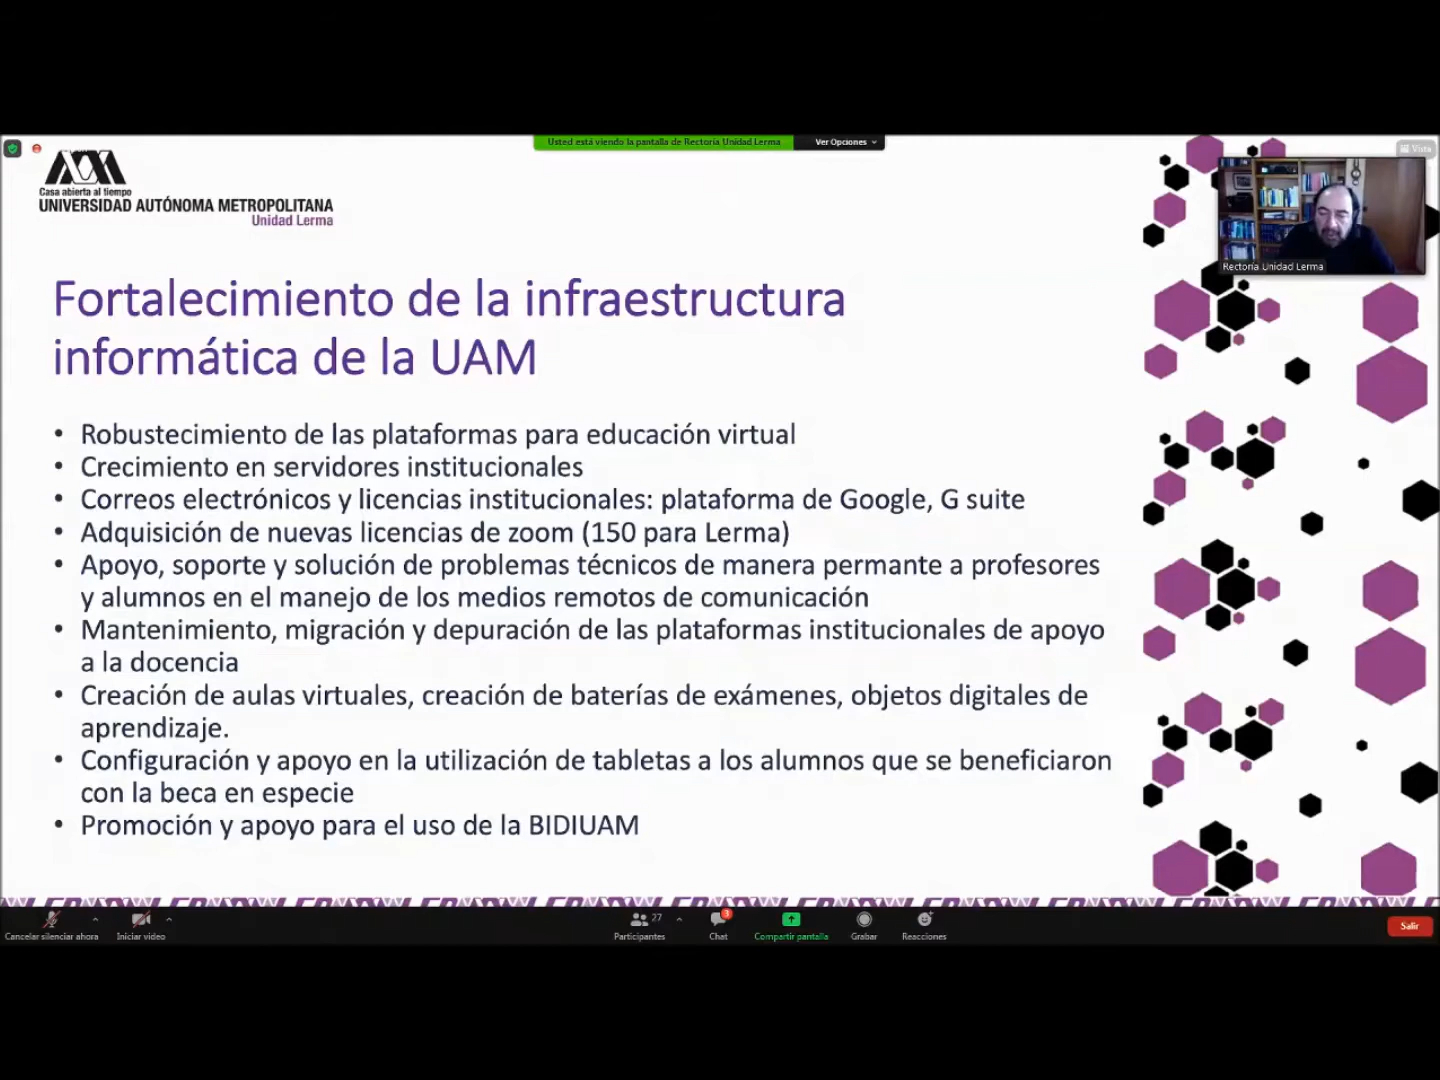 Usted está viendo la pantalla de Rectoría Unidad Lerma
Ver Opciones
Vista
Casa abierta al tiempo
UNIVERSIDAD AUTÓNOMA METROPOLITANA
Unidad Lerma
Rectoría Unidad Lerma
Fortalecimiento de la infraestructura
informática de la UAM
• Robustecimiento de las plataformas para educación virtual
• Crecimiento en servidores institucionales
• Correos electrónicos y licencias institucionales: plataforma de Google, G suite
• Adquisición de nuevas licencias de zoom (150 para Lerma)
• Apoyo, soporte y solución de problemas técnicos de manera permante a profesores
y alumnos en el manejo de los medios remotos de comunicación
• Mantenimiento, migración y depuración de las plataformas institucionales de apoyo
a la docencia
• Creación de aulas virtuales, creación de baterías de exámenes, objetos digitales de
aprendizaje.
• Configuración y apoyo en la utilización de tabletas a los alumnos que se beneficiaron
con la beca en especie
• Promoción y apoyo para el uso de la BIDIUAM
Cancelar silenciar ahora
Iniciar video
27
Participantes
3
Chat
Compartir pantalla
Grabar
Reacciones
Salir